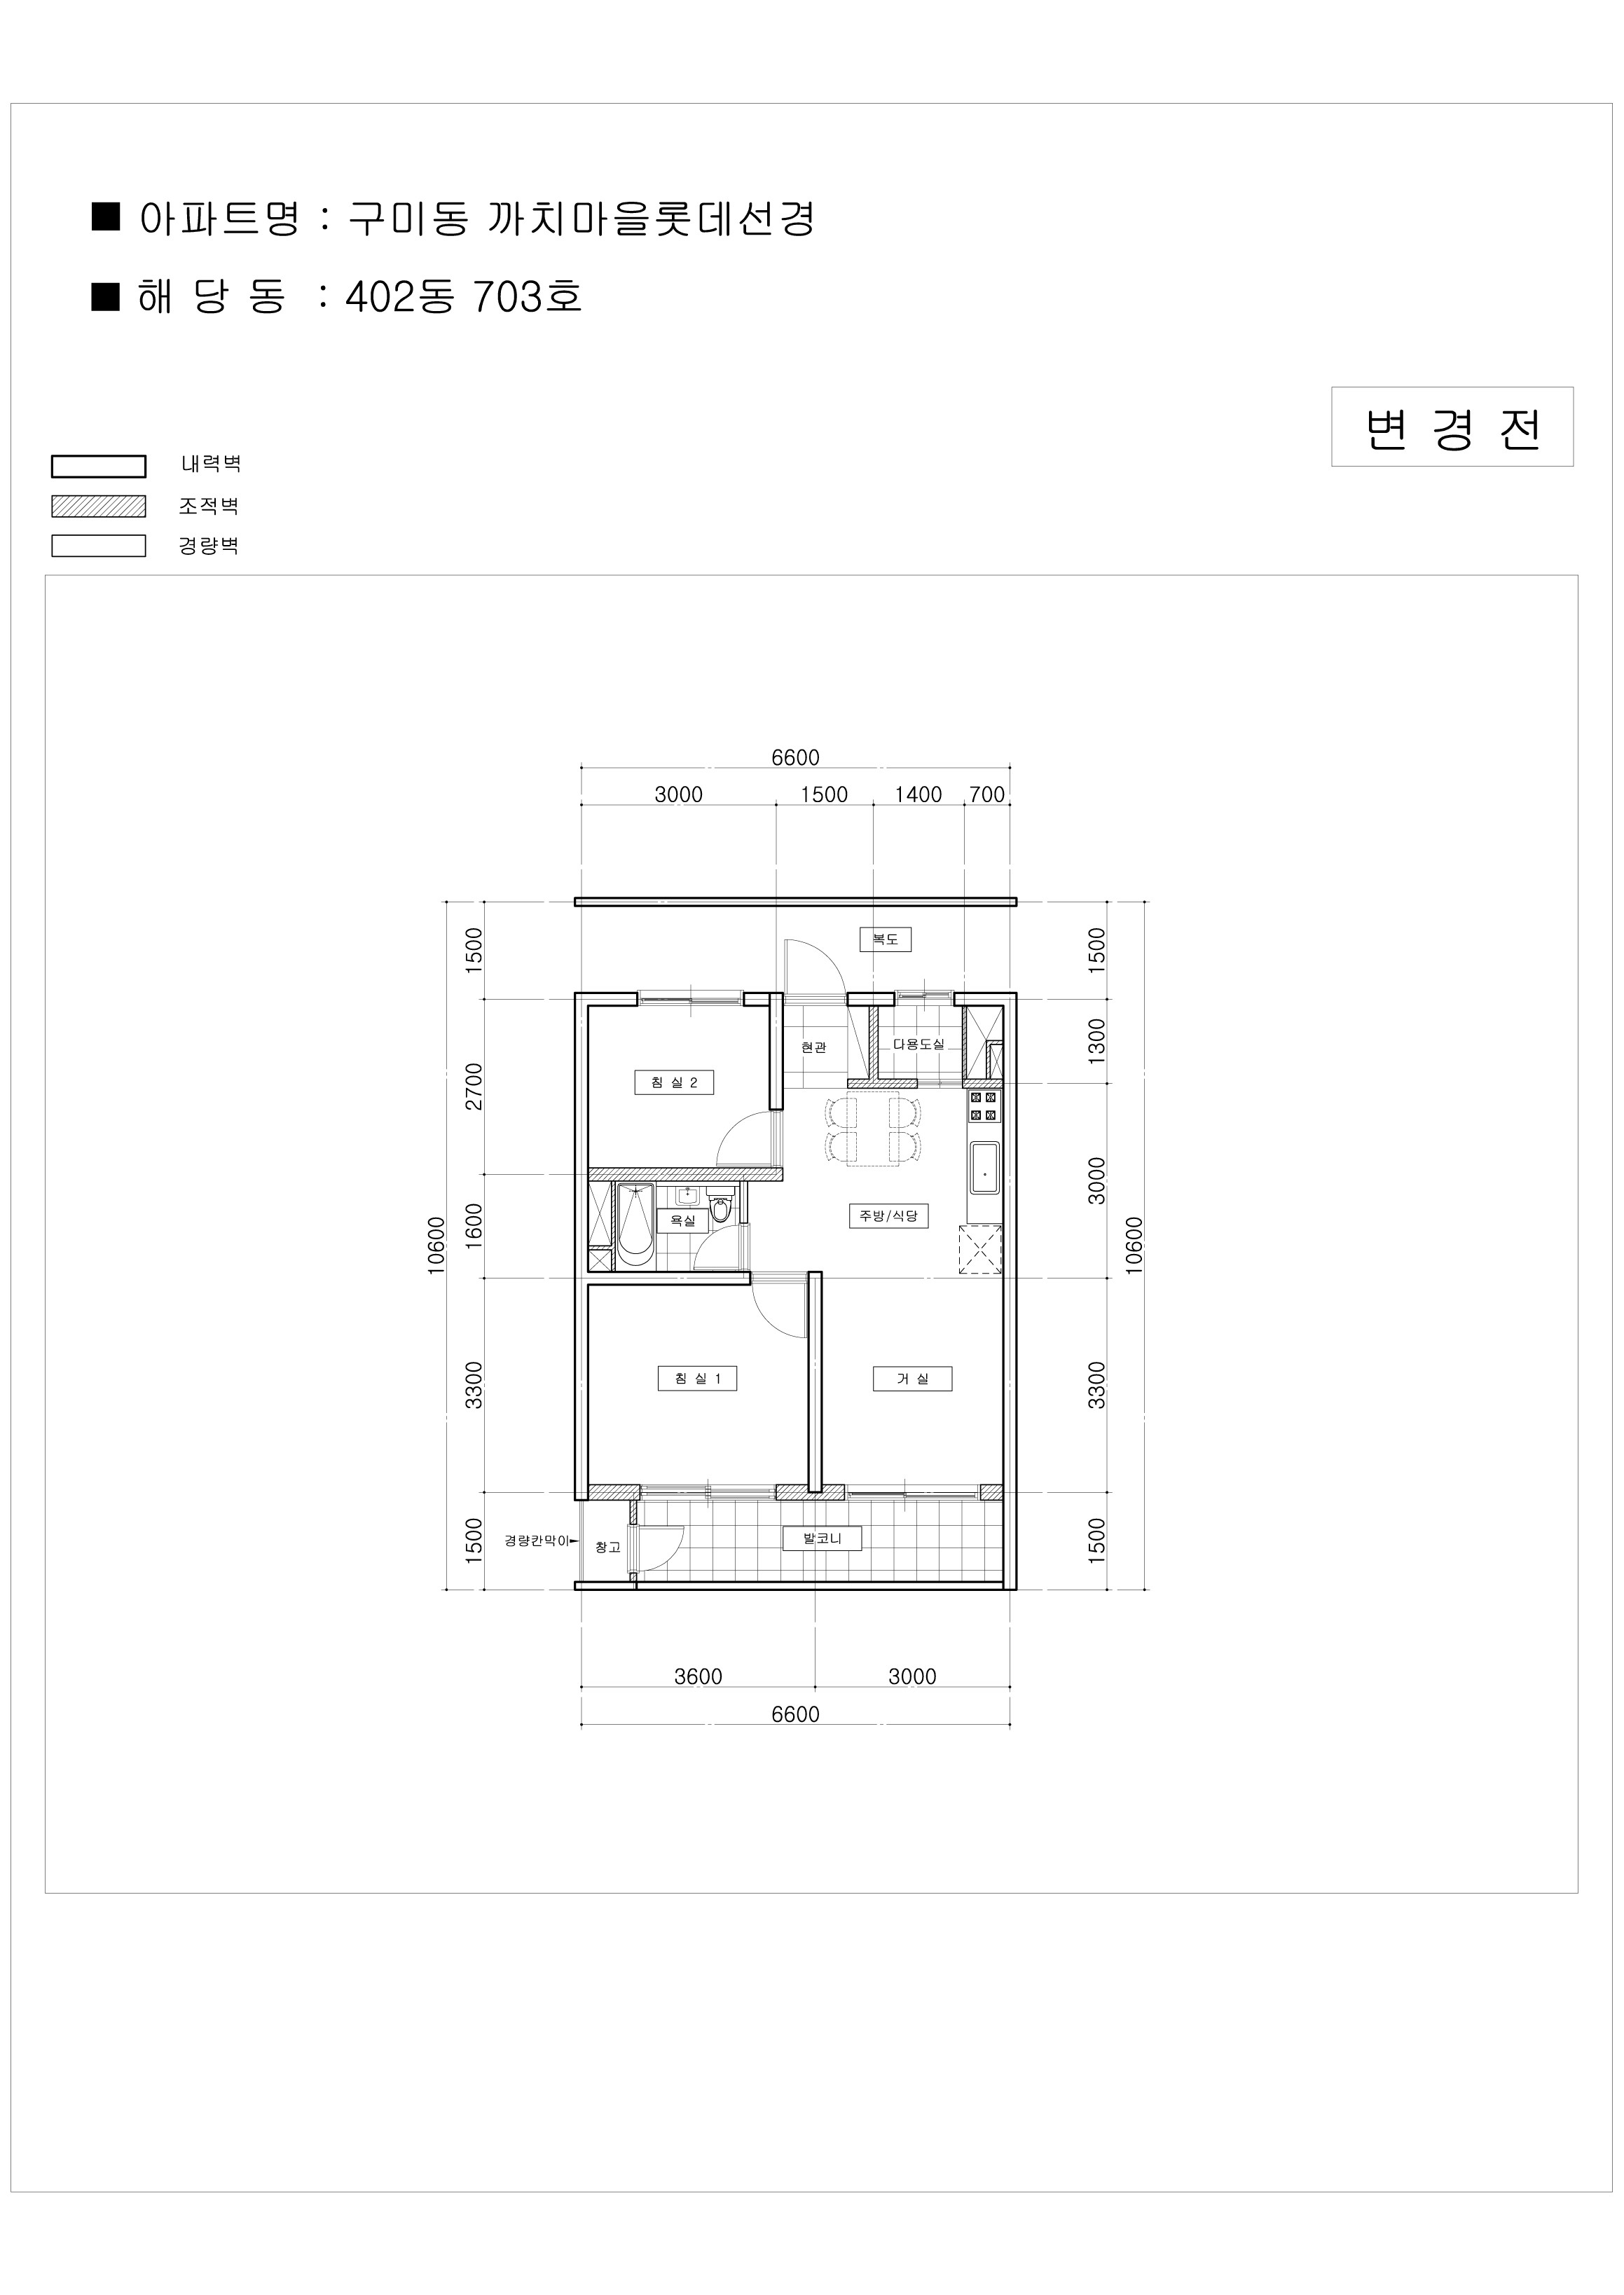 ■ 아파트명 : 구미동 까치마을롯데선경
■ 해 당 동 : 402동 703호
변 경 전
내력벽
조적벽
경량벽
6600
3000 1500 1400 700
복도
1500
1500
현관
다용도실
1300
침 실 2
2700
3000
욕실
주방/식당
1600
10600
10600
침 실 1
거 실
3300
3300
경량칸막이
창고
발코니
1500
1500
3600 3000
6600